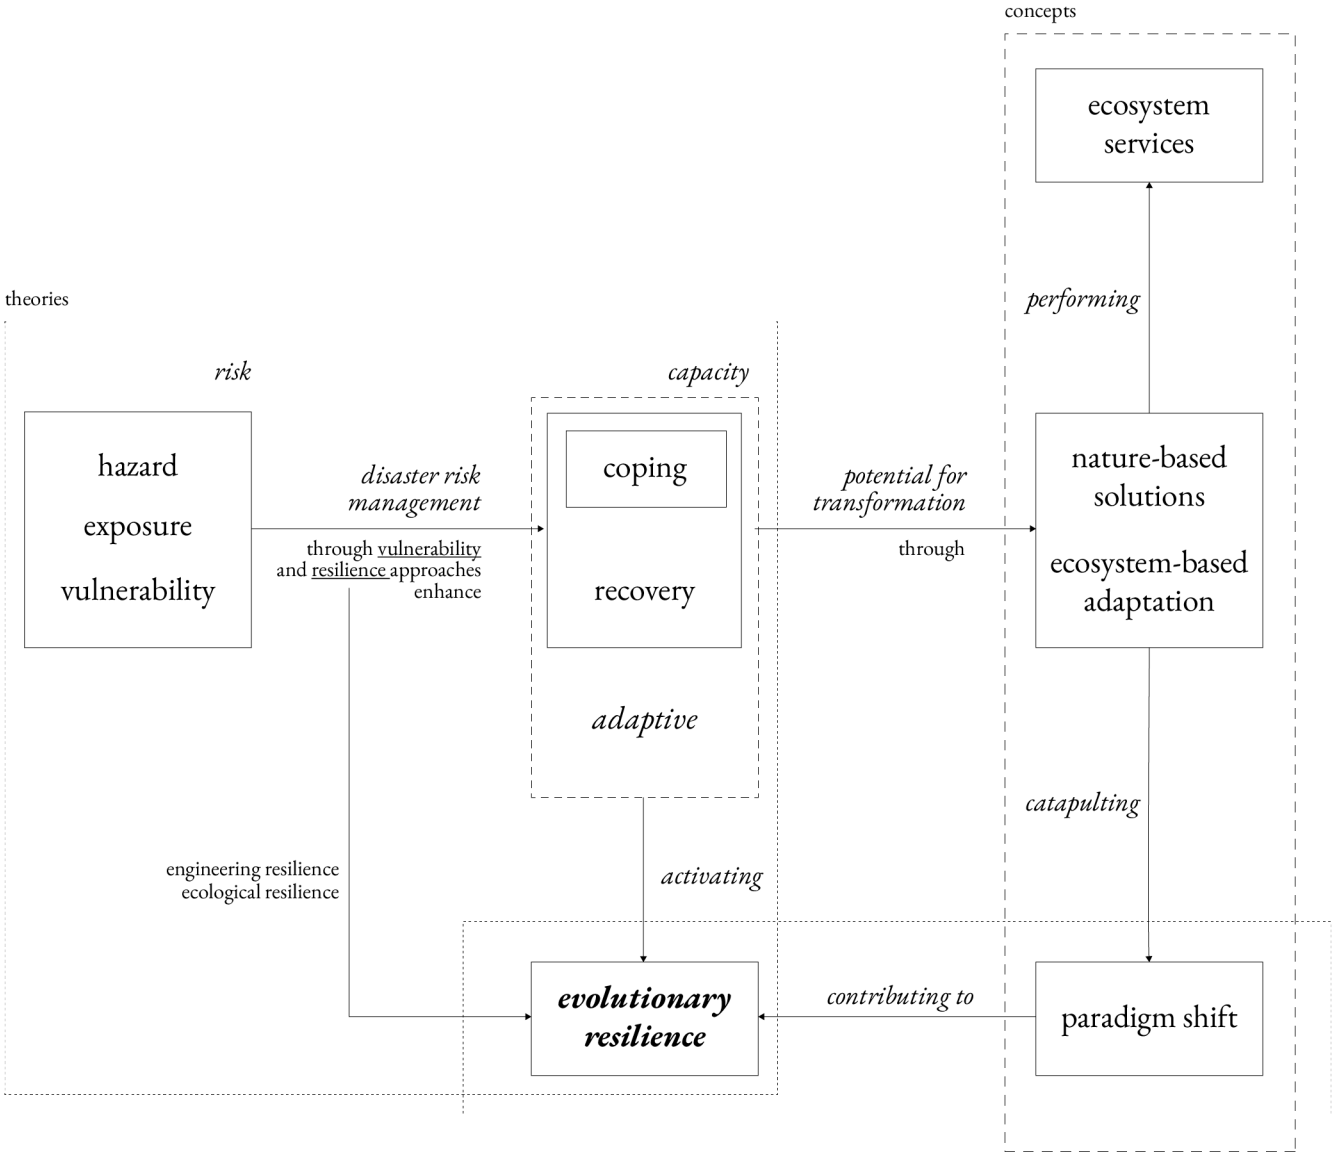 concepts
ecosystem
services
performing
theories
risk
capacity
hazard
exposure
vulnerability
disaster risk
management
through vulnerability
and resilience approaches
enhance
coping
recovery
adaptive
potential for
transformation
through
nature-based
solutions
ecosystem-based
adaptation
catapulting
engineering resilience
ecological resilience
activating
evolutionary
resilience
contributing to
paradigm shift